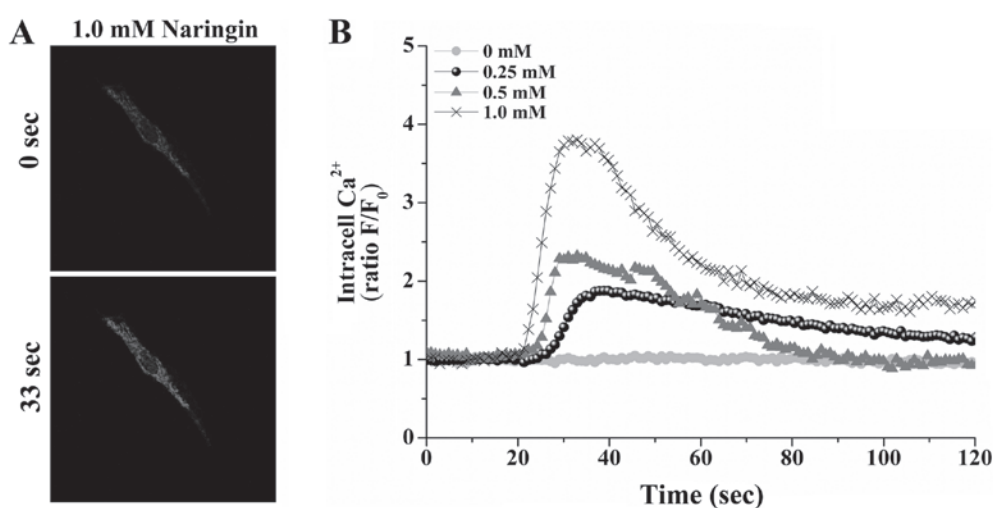 A
1.0 mM Naringin
0 sec
33 sec
B
Intracell Ca²⁺
(ratio F/F₀)
5
4
3
2
1
0
0 mM
0.25 mM
0.5 mM
1.0 mM
0 20 40 60 80 100 120
Time (sec)